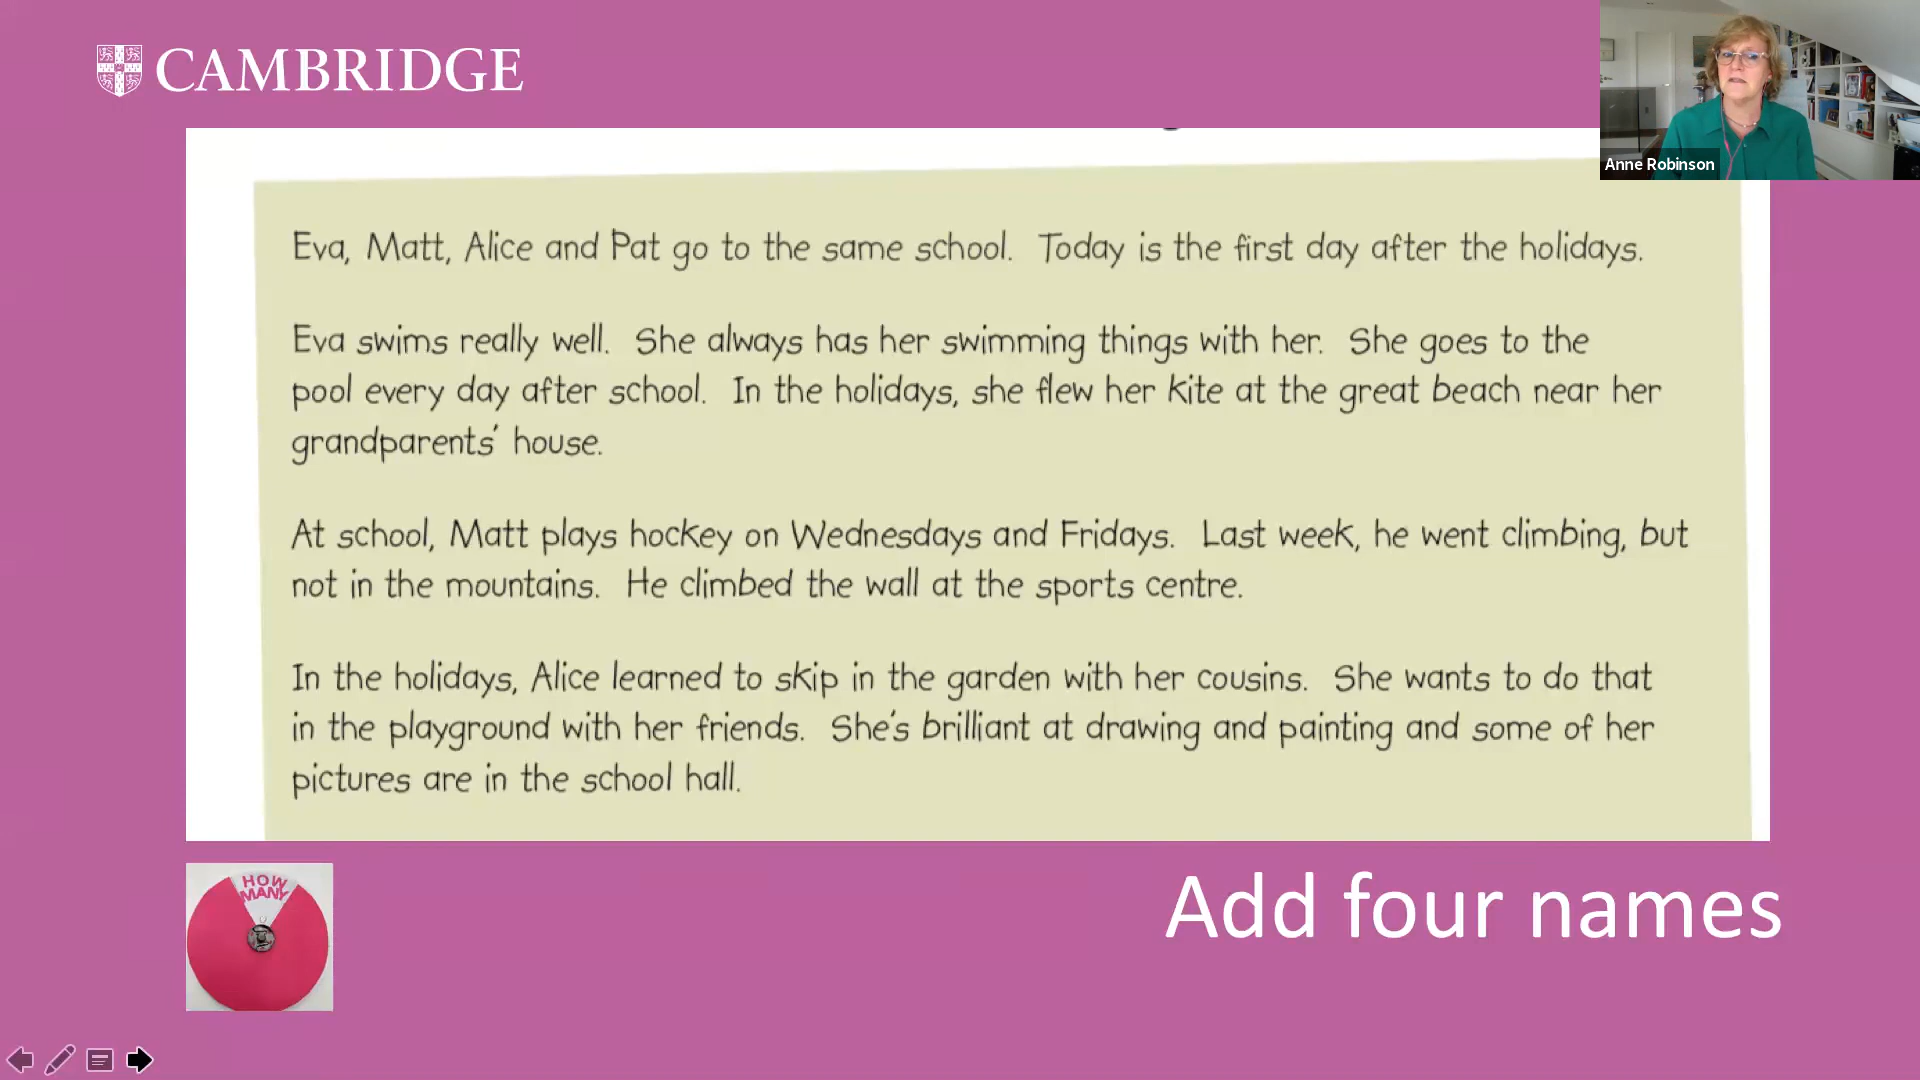 CAMBRIDGE
Anne Robinson
Eva, Matt, Alice and Pat go to the same school. Today is the first day after the holidays.
Eva swims really well. She always has her swimming things with her. She goes to the
pool every day after school. In the holidays, she flew her kite at the great beach near her
grandparents' house.
At school, Matt plays hockey on Wednesdays and Fridays. Last week, he went climbing, but
not in the mountains. He climbed the wall at the sports centre.
In the holidays, Alice learned to skip in the garden with her cousins. She wants to do that
in the playground with her friends. She's brilliant at drawing and painting and some of her
pictures are in the school hall.
HOW
MANY
Add four names